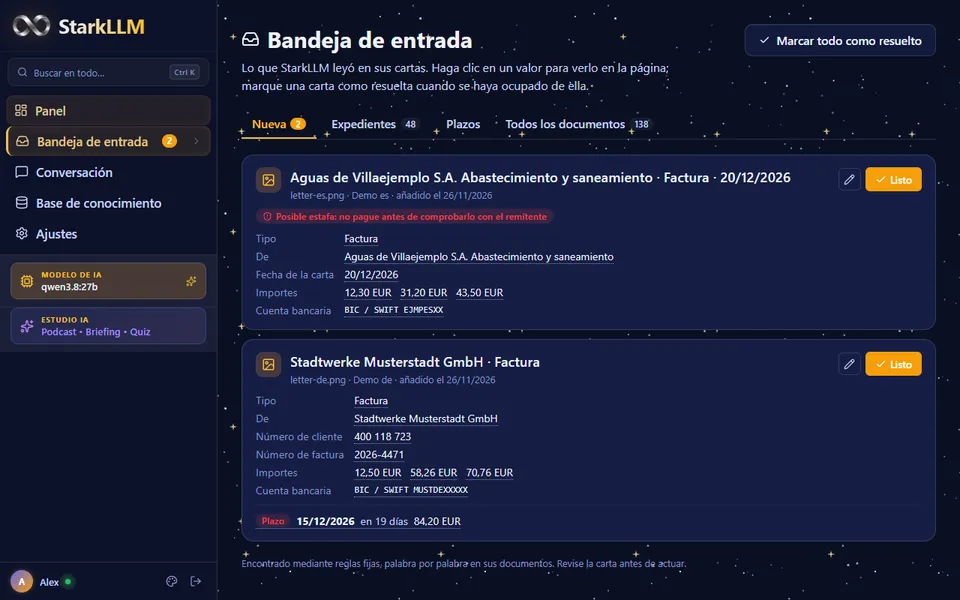 StarkLLM
Buscar en todo... Ctrl K
Panel
Bandeja de entrada 2
Conversación
Base de conocimiento
Ajustes
MODELO DE IA
qwen3.8:27b
ESTUDIO IA
Podcast • Briefing • Quiz
A Alex
Bandeja de entrada
Marcar todo como resuelto
Lo que StarkLLM leyó en sus cartas. Haga clic en un valor para verlo en la página;
marque una carta como resuelta cuando se haya ocupado de ella.
Nueva 2 Expedientes 48 Plazos Todos los documentos 138
Aguas de Villaejemplo S.A. Abastecimiento y saneamiento · Factura · 20/12/2026
Listo
letter-es.png · Demo es · añadido el 26/11/2026
Posible estafa: no pague antes de comprobarlo con el remitente
Tipo Factura
De Aguas de Villaejemplo S.A. Abastecimiento y saneamiento
Fecha de la carta 20/12/2026
Importes 12,30 EUR 31,20 EUR 43,50 EUR
Cuenta bancaria BIC / SWIFT EJMPESXX
Stadtwerke Musterstadt GmbH · Factura
Listo
letter-de.png · Demo de · añadido el 26/11/2026
Tipo Factura
De Stadtwerke Musterstadt GmbH
Número de cliente 400 118 723
Número de factura 2026-4471
Importes 12,50 EUR 58,26 EUR 70,76 EUR
Cuenta bancaria BIC / SWIFT MUSTDEXXXXX
Plazo 15/12/2026 en 19 días 84,20 EUR
Encontrado mediante reglas fijas, palabra por palabra en sus documentos. Revise la carta antes de actuar.